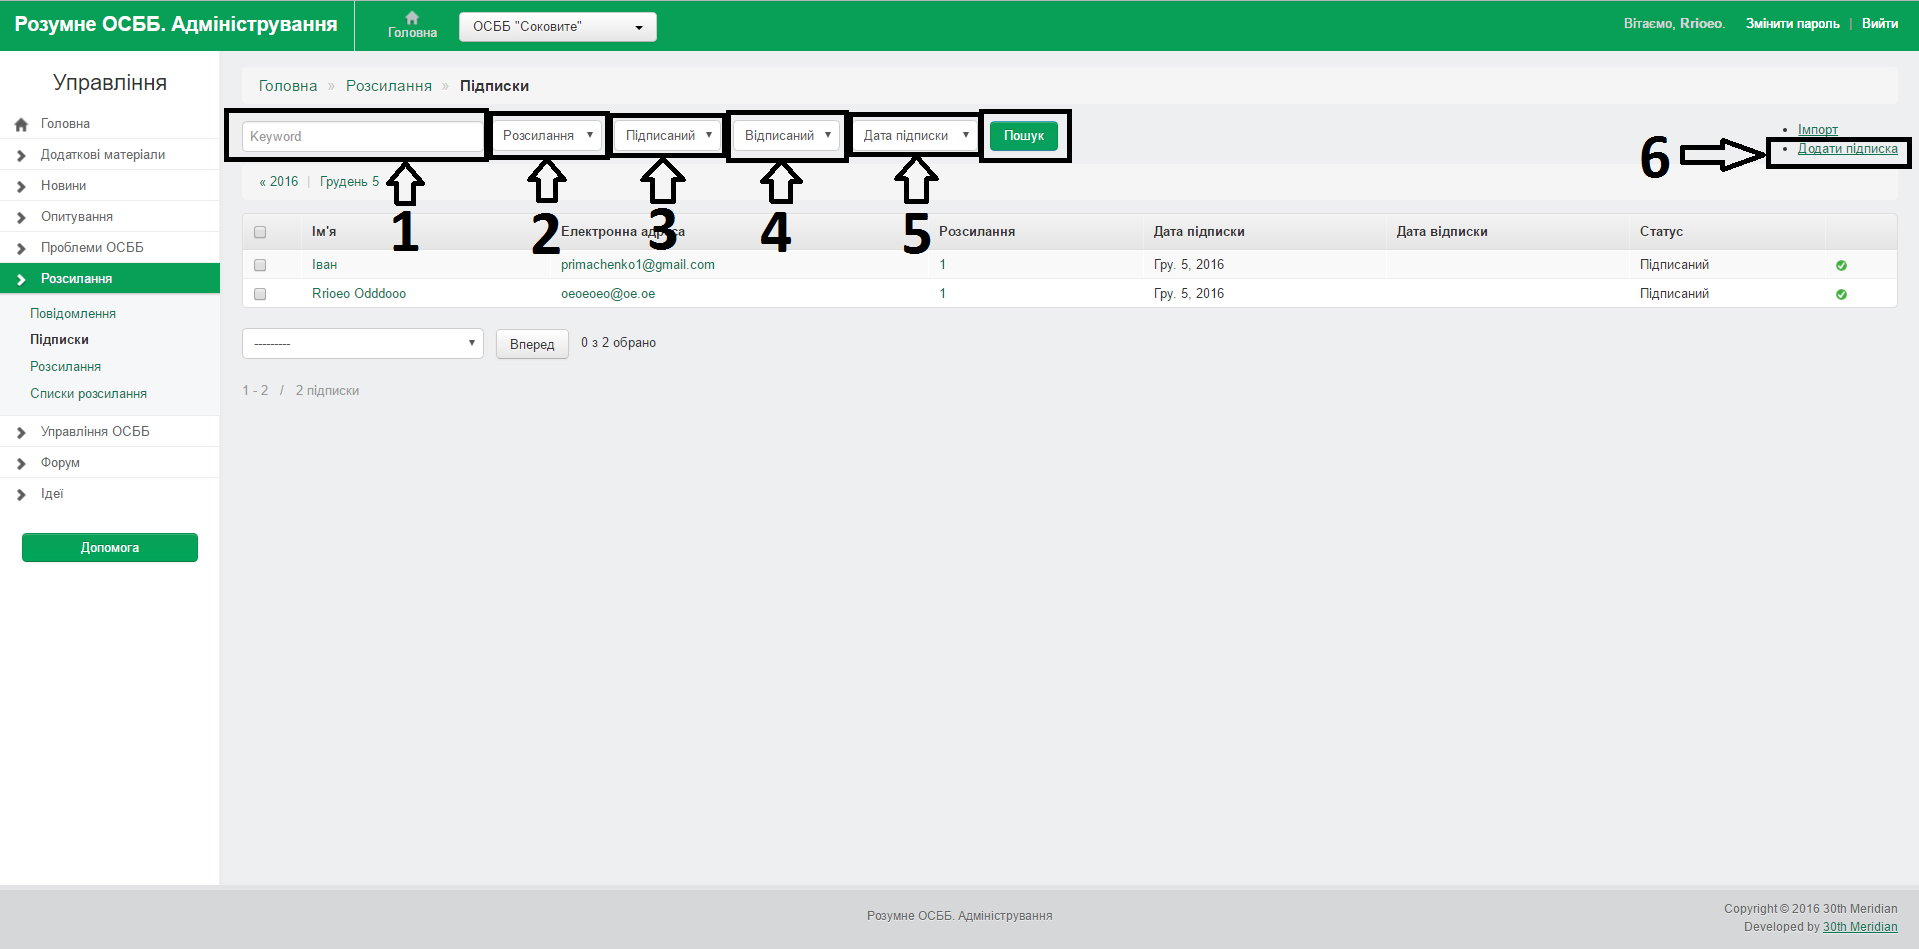 Розумне ОСББ. Адміністрування
Головна
ОСББ "Соковите"
Вітаємо, Rrioeo. Змінити пароль | Вийти
Управління
Головна
Додаткові матеріали
Новини
Опитування
Проблеми ОСББ
Розсилання
Повідомлення
Підписки
Розсилання
Списки розсилання
Управління ОСББ
Форум
Ідеї
Допомога
Головна » Розсилання » Підписки
Keyword Розсилання Підписаний Відписаний Дата підписки Пошук
Імпорт
Додати підписка
6
« 2016 | Грудень 5
1 2 3 4 5
Ім'я Електронна адреса Розсилання Дата підписки Дата відписки Статус
Іван primachenko1@gmail.com 1 Гру. 5, 2016 Підписаний
Rrioeo Odddooo oeoeoeo@oe.oe 1 Гру. 5, 2016 Підписаний
--------- Вперед 0 з 2 обрано
1 - 2 / 2 підписки
Розумне ОСББ. Адміністрування
Copyright © 2016 30th Meridian
Developed by 30th Meridian